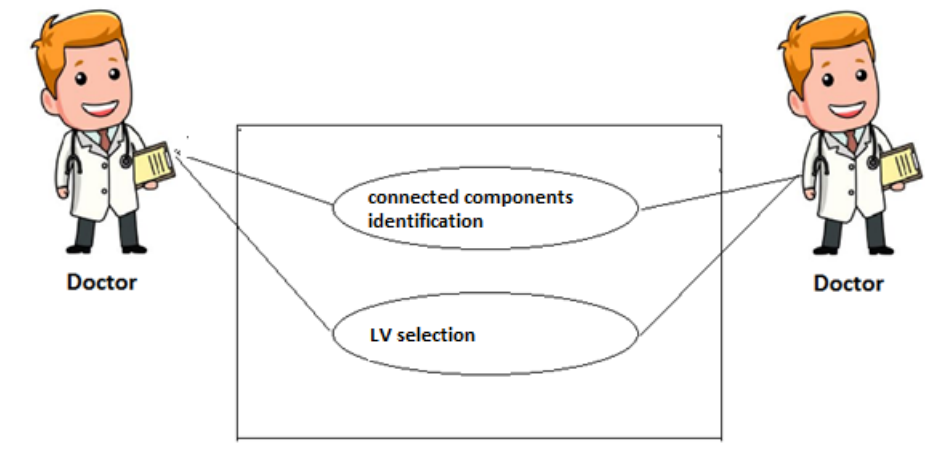 connected components
identification
Doctor
Doctor
LV selection